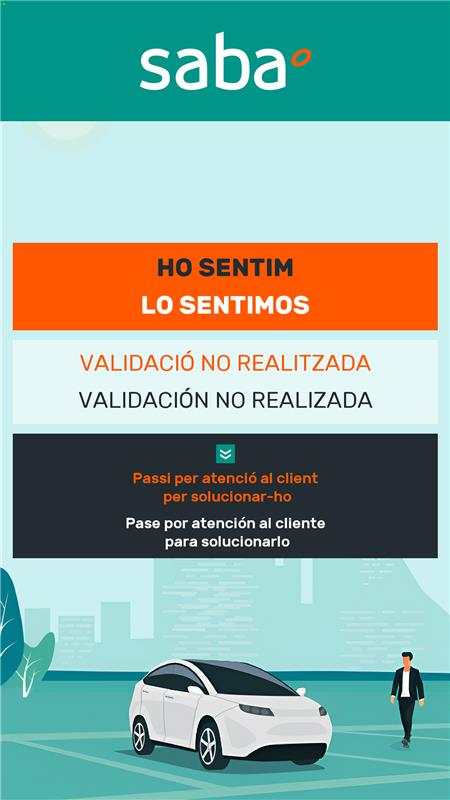 saba
HO SENTIM
LO SENTIMOS
VALIDACIÓ NO REALITZADA
VALIDACIÓN NO REALIZADA
Passi per atenció al client
per solucionar-ho
Pase por atención al cliente
para solucionarlo